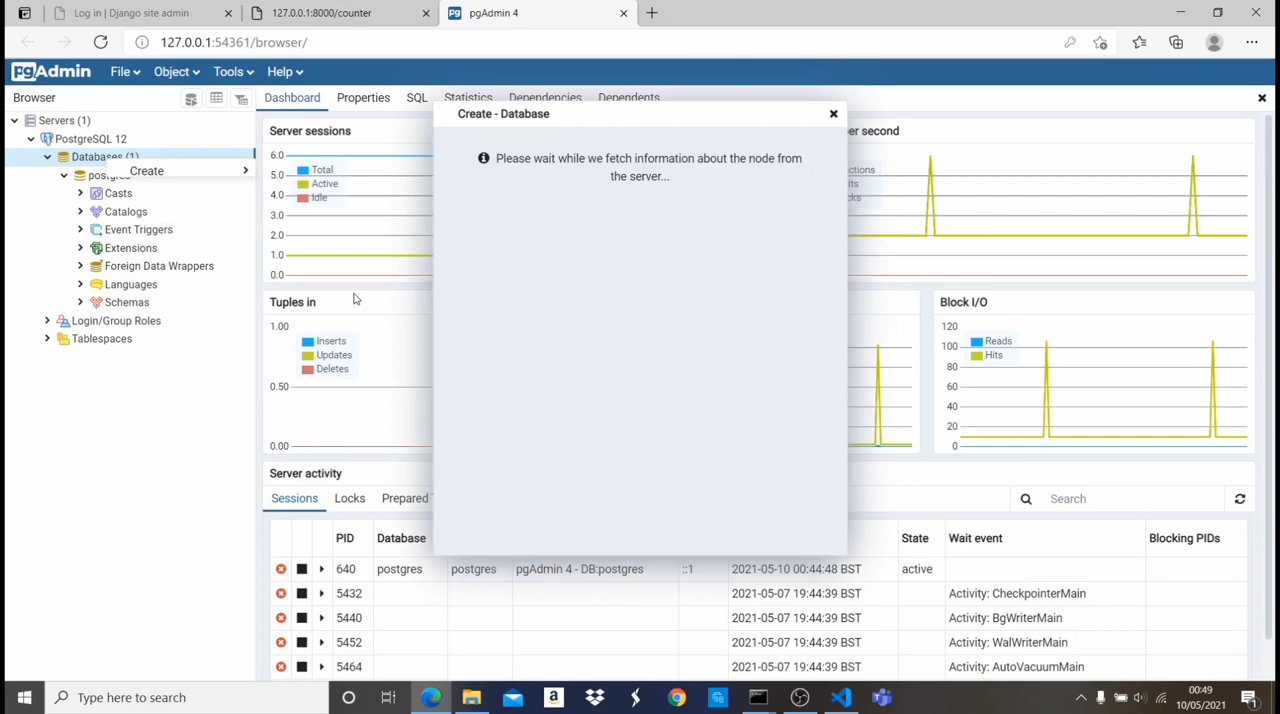 Log in | Django site admin
127.0.0.1:8000/counter
pgAdmin 4
127.0.0.1:54361/browser/
pgAdmin File Object Tools Help
Browser
Dashboard Properties SQL Statistics Dependencies Dependents
Servers (1)
PostgreSQL 12
Databases (1)
Create
postgres
Casts
Catalogs
Event Triggers
Extensions
Foreign Data Wrappers
Languages
Schemas
Login/Group Roles
Tablespaces
Create - Database
Please wait while we fetch information about the node from
the server...
Server sessions
6.0
5.0
4.0
3.0
2.0
1.0
0.0
Total
Active
Idle
per second
Tuples in
1.00
0.50
0.00
Inserts
Updates
Deletes
Block I/O
120
100
80
60
40
20
0
Reads
Hits
Server activity
Sessions Locks Prepared
Search
PID Database State Wait event Blocking PIDs
640 postgres postgres pgAdmin 4 - DB:postgres ::1 2021-05-10 00:44:48 BST active
5432 2021-05-07 19:44:39 BST Activity: CheckpointerMain
5440 2021-05-07 19:44:39 BST Activity: BgWriterMain
5452 2021-05-07 19:44:39 BST Activity: WalWriterMain
5464 2021-05-07 19:44:39 BST Activity: AutoVacuumMain
Type here to search
00:49
10/05/2021